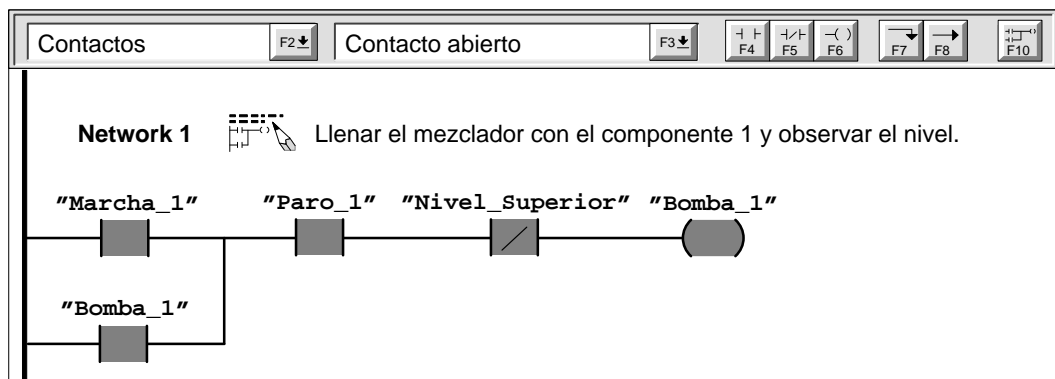 Contactos F2 Contacto abierto F3 F4 F5 F6 F7 F8 F10
Network 1 Llenar el mezclador con el componente 1 y observar el nivel.
"Marcha_1" "Paro_1" "Nivel_Superior" "Bomba_1"
"Bomba_1"